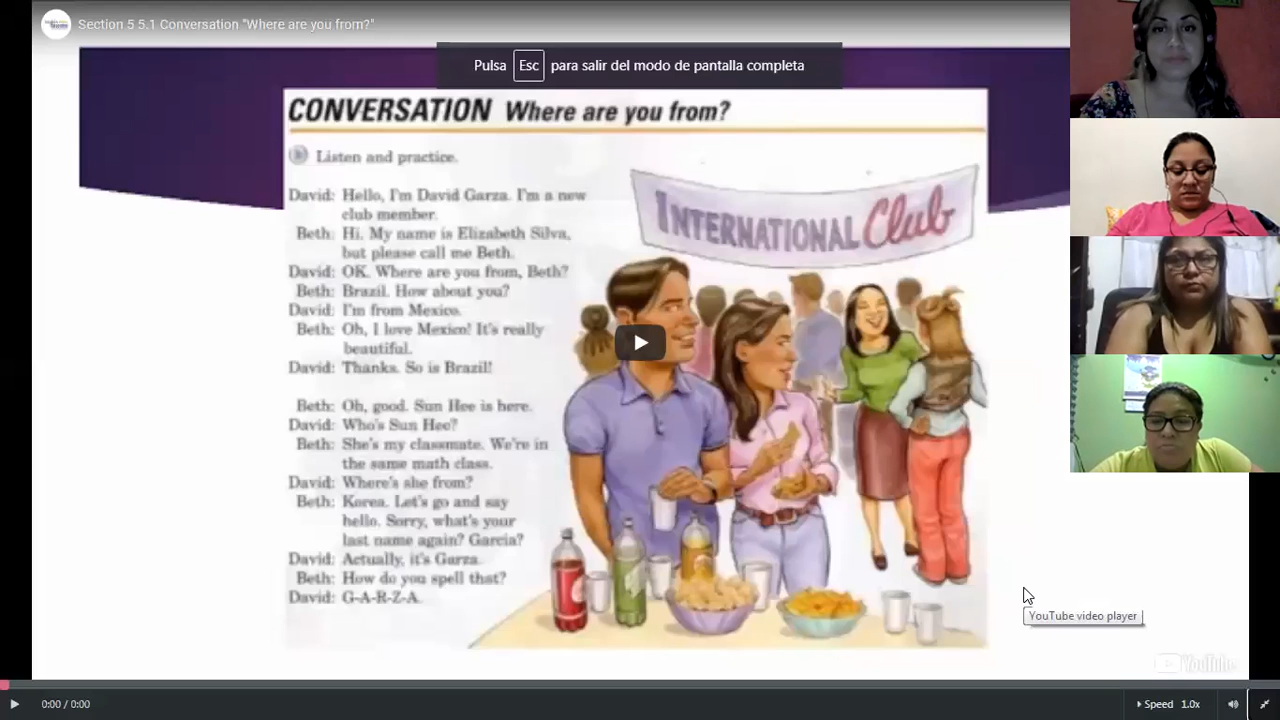 Section 5 5.1 Conversation "Where are you from?"
Pulsa Esc para salir del modo de pantalla completa
CONVERSATION Where are you from?
Listen and practice.
David: Hello, I'm David Garza. I'm a new
club member.
Beth: Hi. My name is Elizabeth Silva,
but please call me Beth.
David: OK. Where are you from, Beth?
Beth: Brazil. How about you?
David: I'm from Mexico.
Beth: Oh, I love Mexico! It's really
beautiful.
David: Thanks. So is Brazil!
Beth: Oh, good. Sun Hee is here.
David: Who's Sun Hee?
Beth: She's my classmate. We're in
the same math class.
David: Where's she from?
Beth: Korea. Let's go and say
hello. Sorry, what's your
last name again? Garcia?
David: Actually, it's Garza.
Beth: How do you spell that?
David: G-A-R-Z-A.
INTERNATIONAL Club
YouTube video player
YouTube
0:00 / 0:00
Speed 1.0x